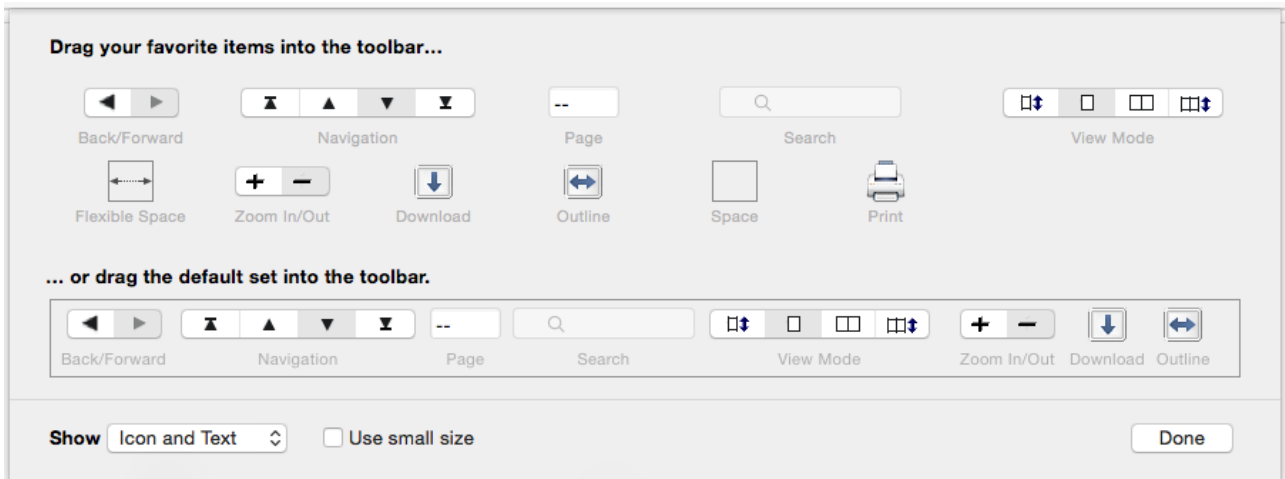 Drag your favorite items into the toolbar...
--
Back/Forward Navigation Page Search View Mode
Flexible Space Zoom In/Out Download Outline Space Print
... or drag the default set into the toolbar.
--
Back/Forward Navigation Page Search View Mode Zoom In/Out Download Outline
Show Icon and Text Use small size Done